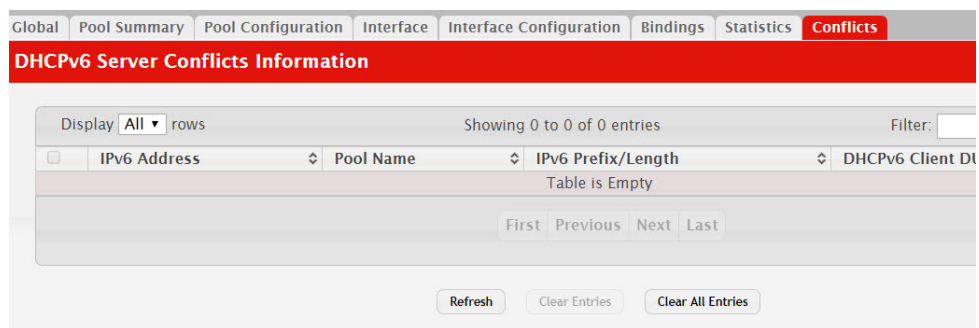 Global Pool Summary Pool Configuration Interface Interface Configuration Bindings Statistics Conflicts
DHCPv6 Server Conflicts Information
Display All rows Showing 0 to 0 of 0 entries Filter:
IPv6 Address Pool Name IPv6 Prefix/Length DHCPv6 Client
Table is Empty
First Previous Next Last
Refresh Clear Entries Clear All Entries